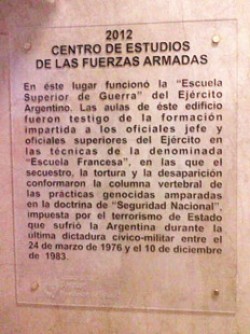 2012
CENTRO DE ESTUDIOS
DE LAS FUERZAS ARMADAS
En éste lugar funcionó la “Escuela
Superior de Guerra” del Ejército
Argentino. Las aulas de éste edificio
fueron testigo de la formación
impartida a los oficiales jefe y
oficiales superiores del Ejército en
las técnicas de la denominada
“Escuela Francesa”, en las que el
secuestro, la tortura y la desaparición
conformaron la columna vertebral de
las prácticas genocidas amparadas
en la doctrina de “Seguridad Nacional”,
impuesta por el terrorismo de Estado
que sufrió la Argentina durante la
última dictadura cívico-militar entre el
24 de marzo de 1976 y el 10 de diciembre
de 1983.